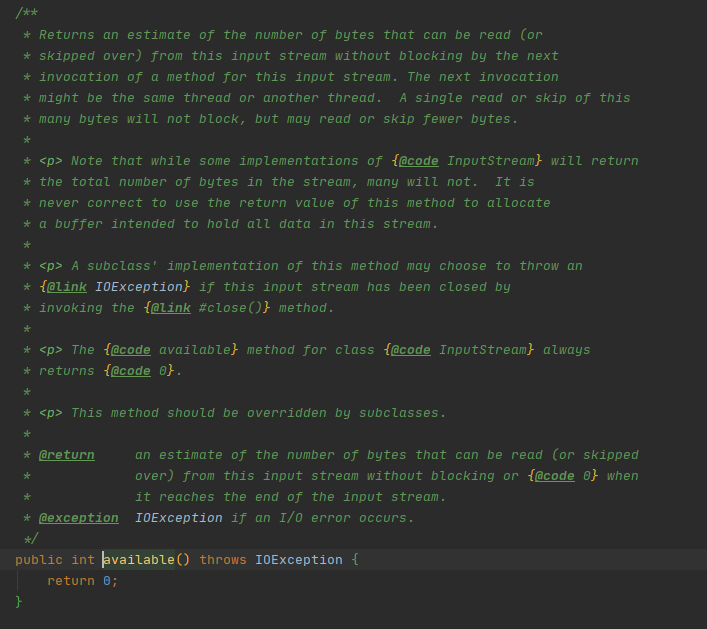 /**
 * Returns an estimate of the number of bytes that can be read (or
 * skipped over) from this input stream without blocking by the next
 * invocation of a method for this input stream. The next invocation
 * might be the same thread or another thread.  A single read or skip of this
 * many bytes will not block, but may read or skip fewer bytes.
 *
 * <p> Note that while some implementations of {@code InputStream} will return
 * the total number of bytes in the stream, many will not.  It is
 * never correct to use the return value of this method to allocate
 * a buffer intended to hold all data in this stream.
 *
 * <p> A subclass' implementation of this method may choose to throw an
 * {@link IOException} if this input stream has been closed by
 * invoking the {@link #close()} method.
 *
 * <p> The {@code available} method for class {@code InputStream} always
 * returns {@code 0}.
 *
 * <p> This method should be overridden by subclasses.
 *
 * @return     an estimate of the number of bytes that can be read (or skipped
 *             over) from this input stream without blocking or {@code 0} when
 *             it reaches the end of the input stream.
 * @exception  IOException if an I/O error occurs.
 */
public int available() throws IOException {
    return 0;
}